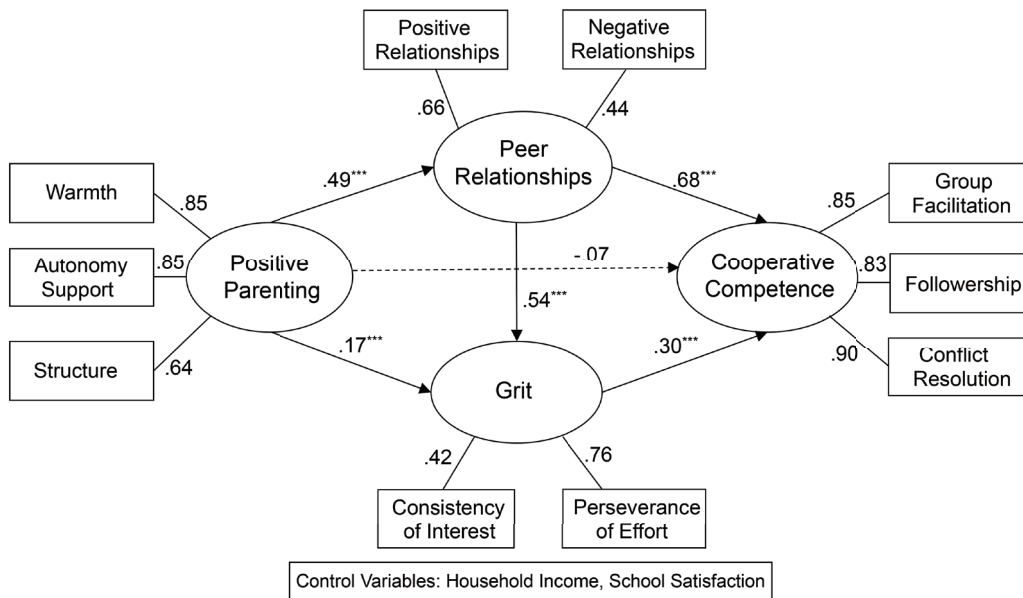 Positive
Relationships
Negative
Relationships
.66
.44
Peer
Relationships
.49***
.68***
Warmth
.85
Autonomy
Support
.85
Structure
.64
Positive
Parenting
-.07
.54***
Cooperative
Competence
.85
Group
Facilitation
.83
Followership
.90
Conflict
Resolution
.17***
.30***
Grit
.42
.76
Consistency
of Interest
Perseverance
of Effort
Control Variables: Household Income, School Satisfaction